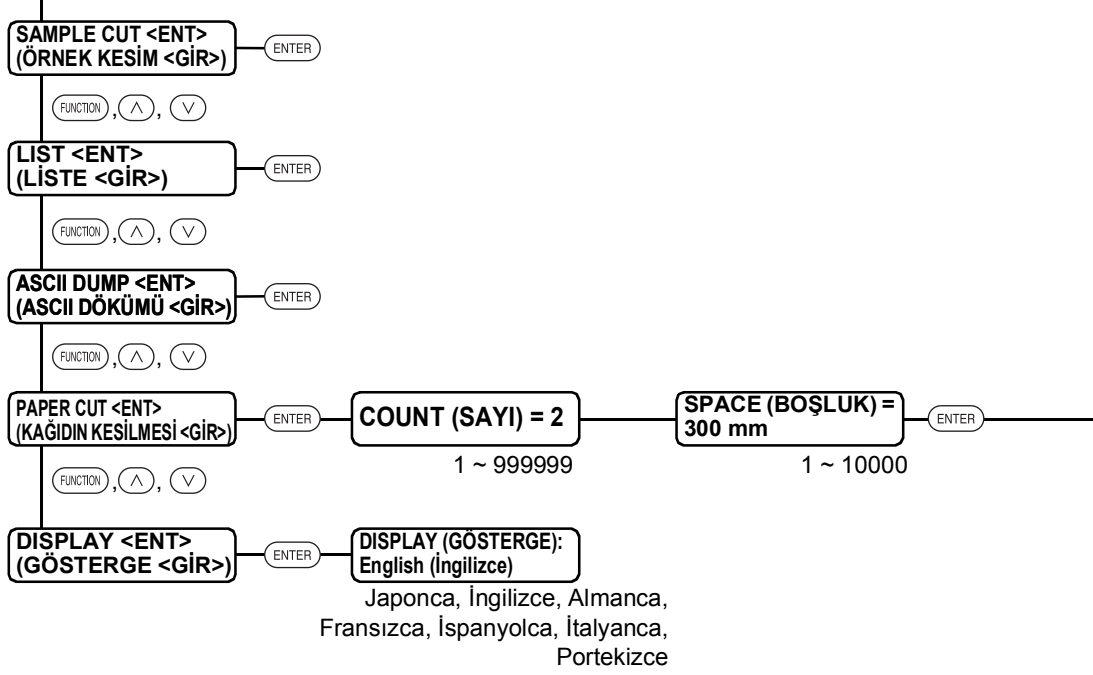 SAMPLE CUT <ENT>
(ÖRNEK KESİM <GİR>)
ENTER
FUNCTION, ∧, ∨
LIST <ENT>
(LİSTE <GİR>)
ENTER
FUNCTION, ∧, ∨
ASCII DUMP <ENT>
(ASCII DÖKÜMÜ <GİR>)
ENTER
FUNCTION, ∧, ∨
PAPER CUT <ENT>
(KAĞIDIN KESİLMESİ <GİR>)
ENTER
COUNT (SAYI) = 2
1 ~ 999999
SPACE (BOŞLUK) =
300 mm
1 ~ 10000
ENTER
FUNCTION, ∧, ∨
DISPLAY <ENT>
(GÖSTERGE <GİR>)
ENTER
DISPLAY (GÖSTERGE):
English (İngilizce)
Japonca, İngilizce, Almanca,
Fransızca, İspanyolca, İtalyanca,
Portekizce